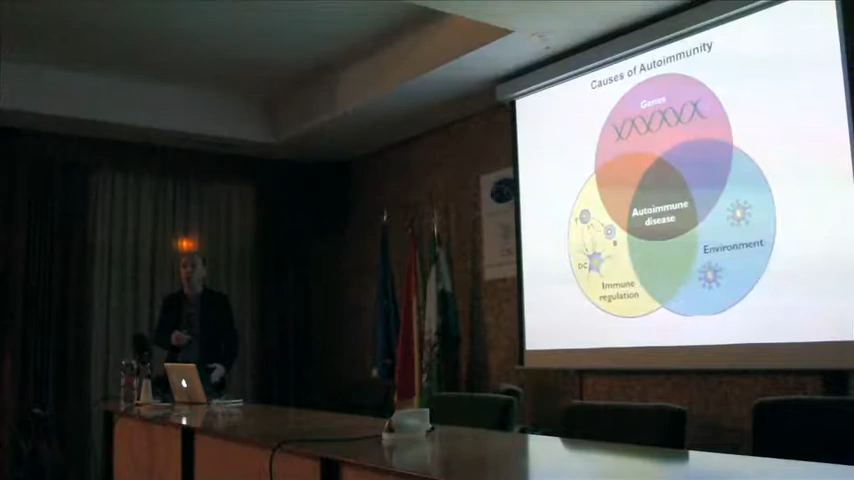 Causes of Autoimmunity
Genes
Autoimmune
disease
Environment
DC
Immune
regulation